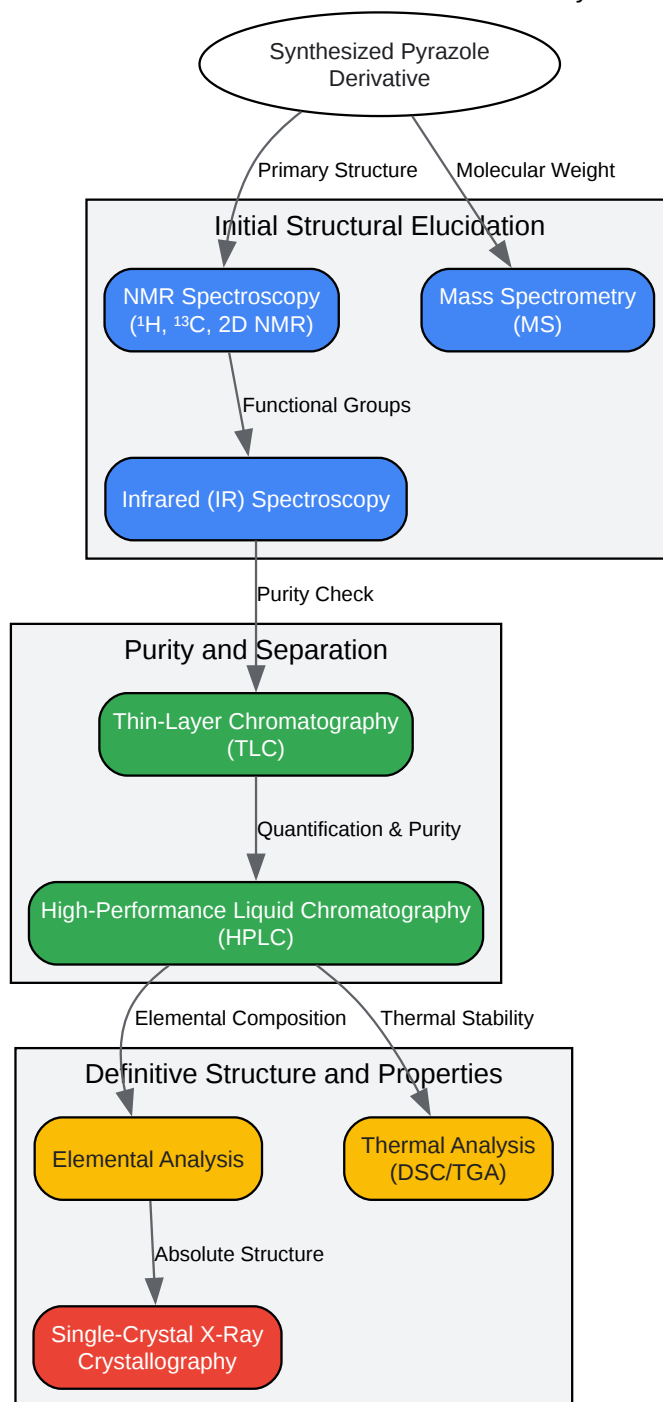 Synthesized Pyrazole
Derivative
Primary Structure
Molecular Weight
Initial Structural Elucidation
NMR Spectroscopy
(¹H, ¹³C, 2D NMR)
Mass Spectrometry
(MS)
Functional Groups
Infrared (IR) Spectroscopy
Purity Check
Purity and Separation
Thin-Layer Chromatography
(TLC)
Quantification & Purity
High-Performance Liquid Chromatography
(HPLC)
Elemental Composition
Thermal Stability
Definitive Structure and Properties
Elemental Analysis
Thermal Analysis
(DSC/TGA)
Absolute Structure
Single-Crystal X-Ray
Crystallography